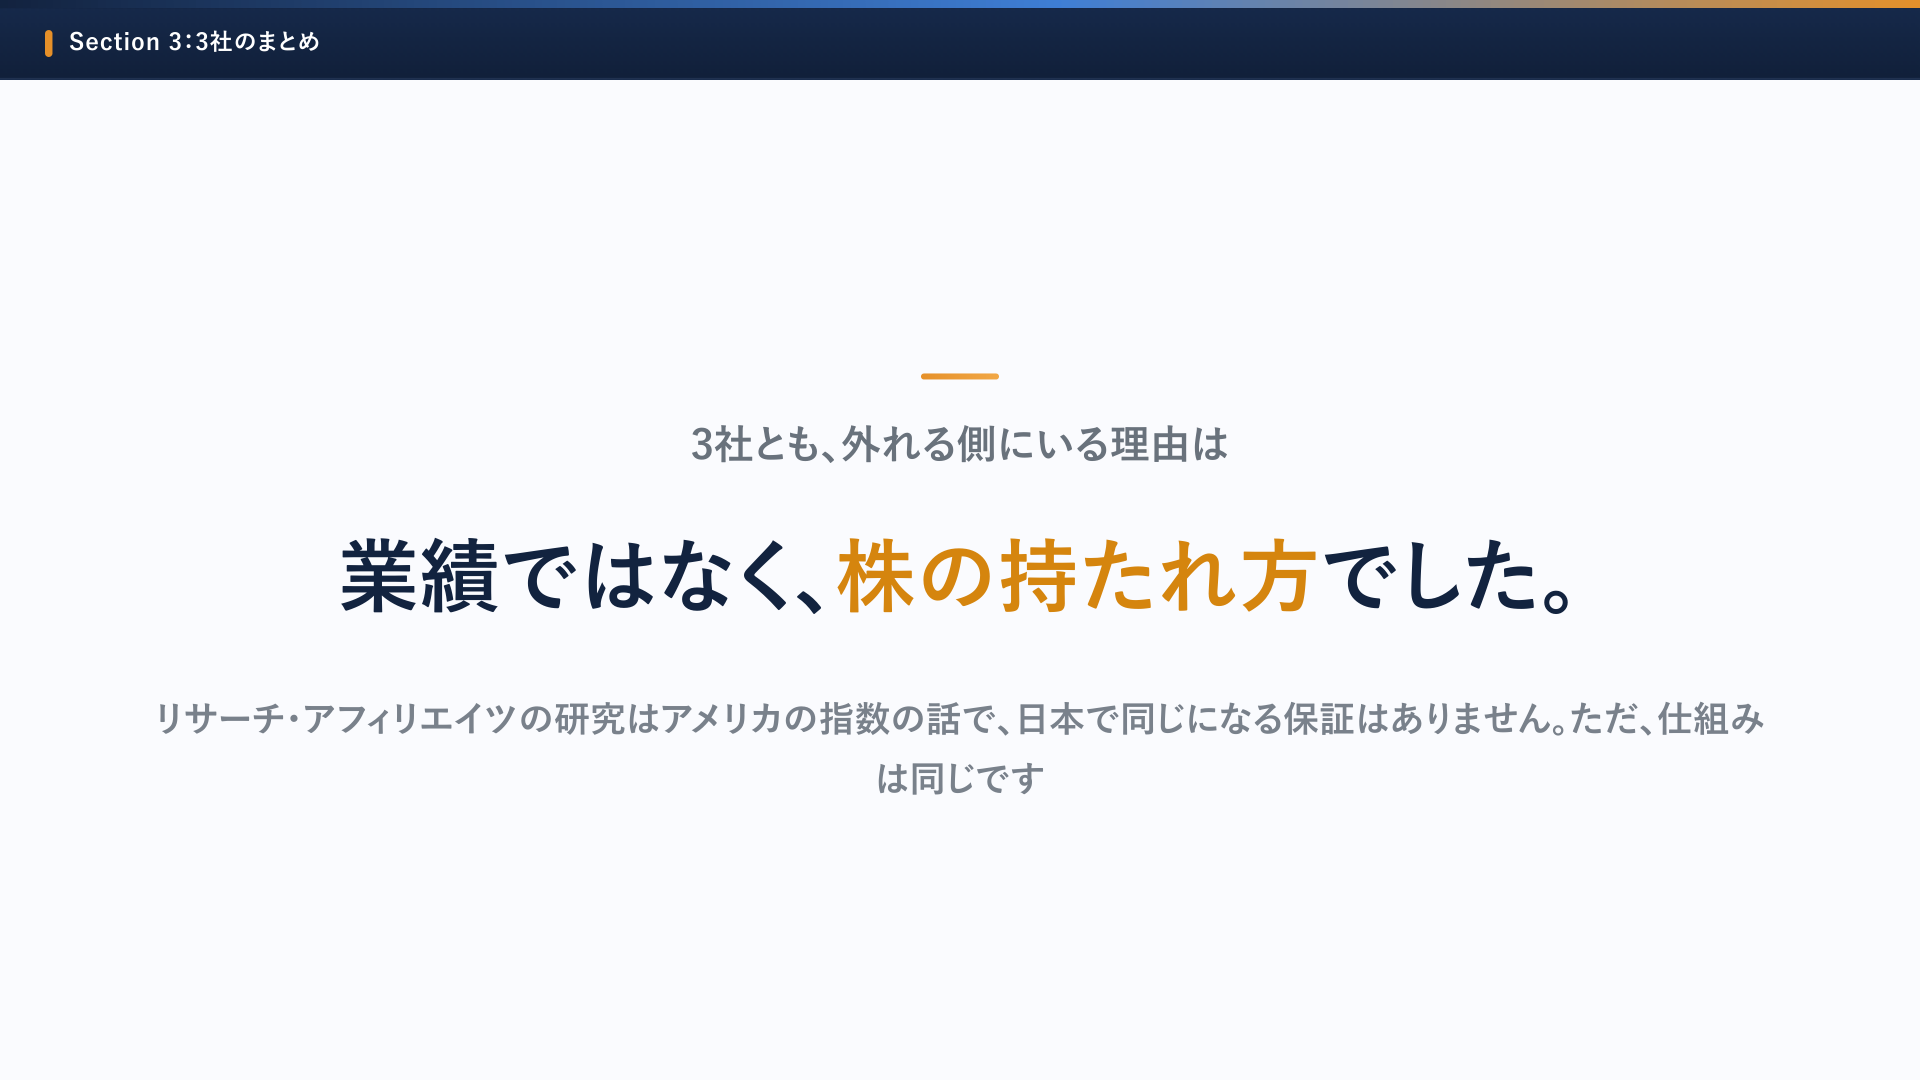 Section 3：3社のまとめ
3社とも、外れる側にいる理由は
業績ではなく、株の持たれ方でした。
リサーチ・アフィリエイツの研究はアメリカの指数の話で、日本で同じになる保証はありません。ただ、仕組み
は同じです